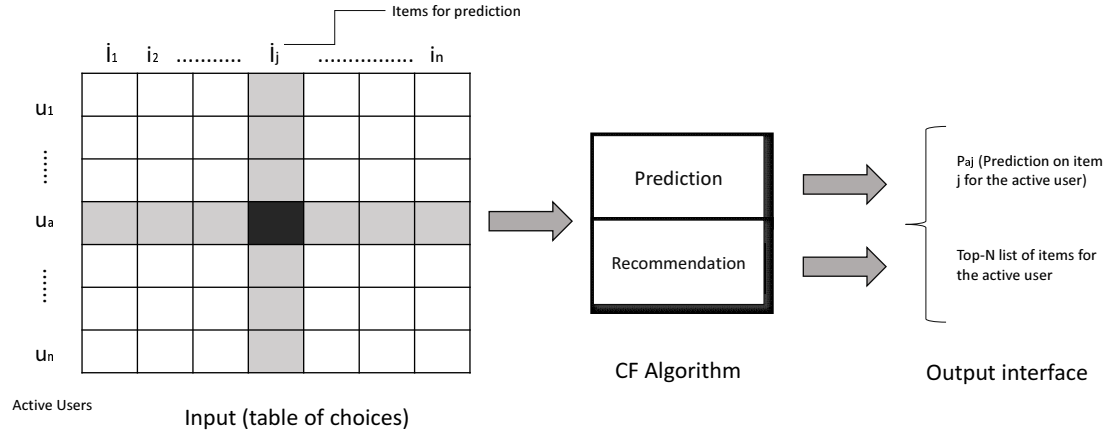 Items for prediction
i1 i2 ........... ij ................ in
u1
......
ua
......
un
Active Users
Input (table of choices)
Prediction
Recommendation
CF Algorithm
Paj (Prediction on item
j for the active user)
Top-N list of items for
the active user
Output interface